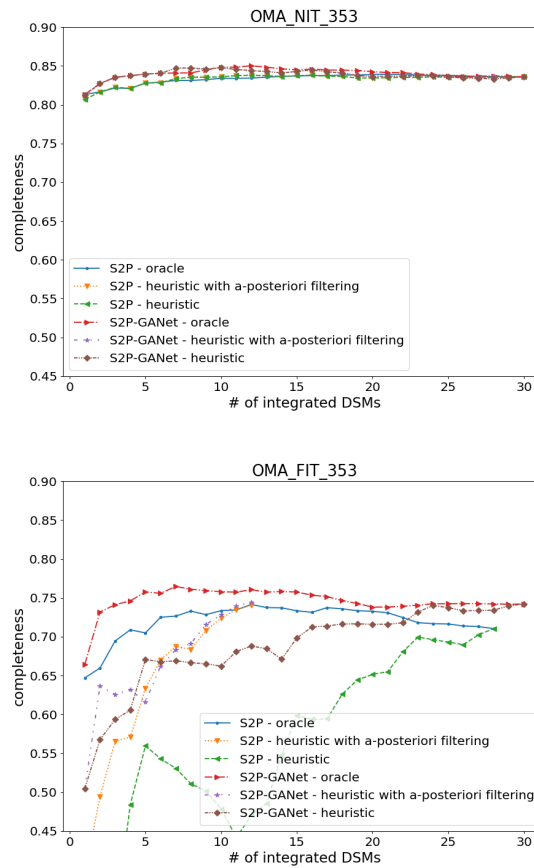 OMA_NIT_353
0.90
0.85
0.80
0.75
0.70
0.65
0.60
0.55
0.50
0.45
completeness
S2P - oracle
S2P - heuristic with a-posteriori filtering
S2P - heuristic
S2P-GANet - oracle
S2P-GANet - heuristic with a-posteriori filtering
S2P-GANet - heuristic
0 5 10 15 20 25 30
# of integrated DSMs
OMA_FIT_353
0.90
0.85
0.80
0.75
0.70
0.65
0.60
0.55
0.50
0.45
completeness
S2P - oracle
S2P - heuristic with a-posteriori filtering
S2P - heuristic
S2P-GANet - oracle
S2P-GANet - heuristic with a-posteriori filtering
S2P-GANet - heuristic
0 5 10 15 20 25 30
# of integrated DSMs